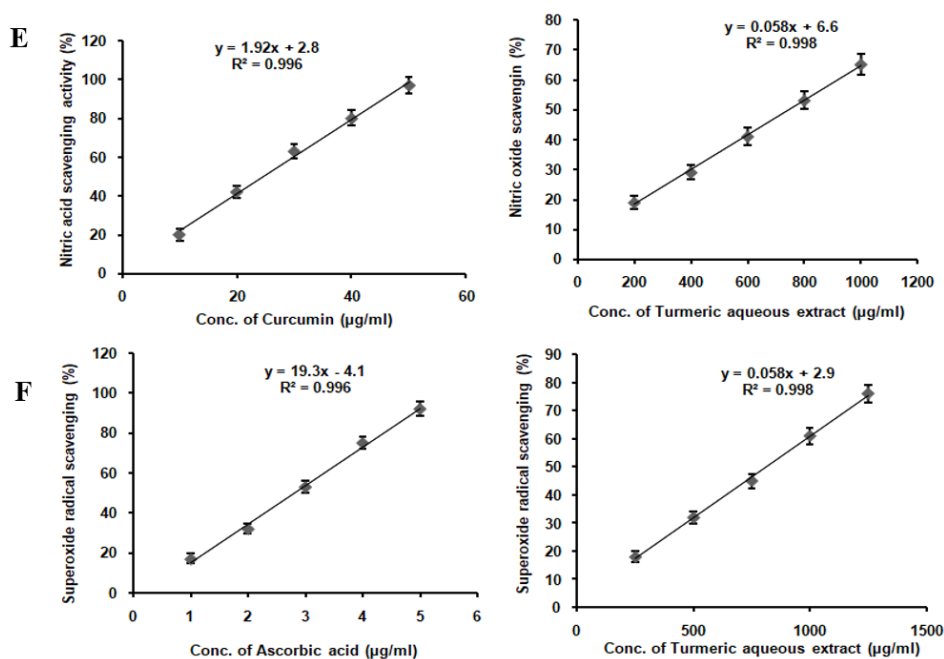 E
Nitric acid scavenging activity (%)
120
100
80
60
40
20
0
y = 1.92x + 2.8
R² = 0.996
0 20 40 60
Conc. of Curcumin (µg/ml)
Nitric oxide scavengin (%)
80
70
60
50
40
30
20
10
0
y = 0.058x + 6.6
R² = 0.998
0 200 400 600 800 1000 1200
Conc. of Turmeric aqueous extract (µg/ml)
F
Superoxide radical scavenging (%)
120
100
80
60
40
20
0
y = 19.3x - 4.1
R² = 0.996
0 1 2 3 4 5 6
Conc. of Ascorbic acid (µg/ml)
Superoxide radical scavenging (%)
90
80
70
60
50
40
30
20
10
0
y = 0.058x + 2.9
R² = 0.998
0 500 1000 1500
Conc. of Turmeric aqueous extract (µg/ml)